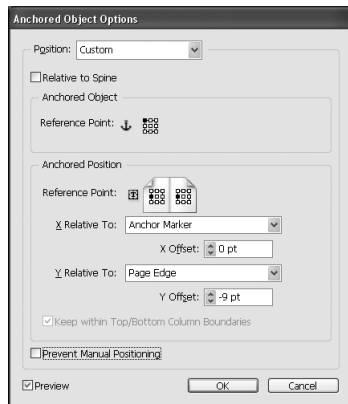 Anchored Object Options
Position: Custom
Relative to Spine
Anchored Object
Reference Point:
Anchored Position
Reference Point:
X Relative To: Anchor Marker
X Offset: 0 pt
Y Relative To: Page Edge
Y Offset: -9 pt
Keep within Top/Bottom Column Boundaries
Prevent Manual Positioning
Preview OK Cancel